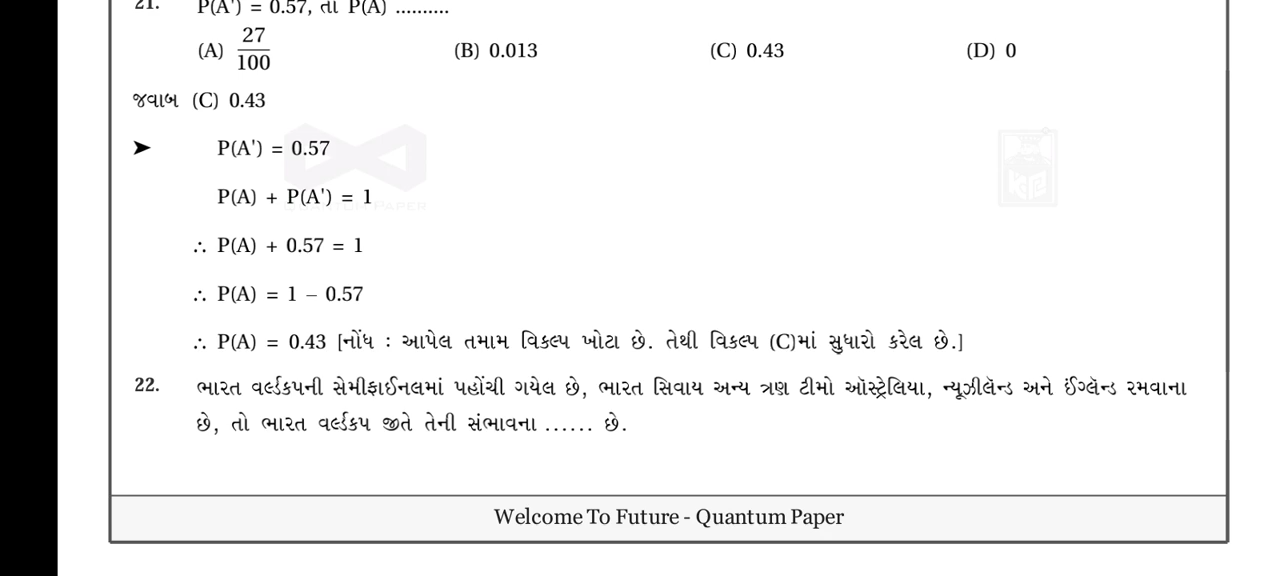 21. P(A') = 0.57, તો P(A) ..........
(A) 27/100 (B) 0.013 (C) 0.43 (D) 0
જવાબ (C) 0.43
➤ P(A') = 0.57
P(A) + P(A') = 1
∴ P(A) + 0.57 = 1
∴ P(A) = 1 – 0.57
∴ P(A) = 0.43 [નોંધ : આપેલ તમામ વિકલ્પ ખોટા છે. તેથી વિકલ્પ (C)માં સુધારો કરેલ છે.]
22. ભારત વર્લ્ડકપની સેમીફાઈનલમાં પહોંચી ગયેલ છે, ભારત સિવાય અન્ય ત્રણ ટીમો ઑસ્ટ્રેલિયા, ન્યૂઝીલૅન્ડ અને ઈંગ્લૅન્ડ રમવાના
છે, તો ભારત વર્લ્ડકપ જીતે તેની સંભાવના ...... છે.
Welcome To Future - Quantum Paper